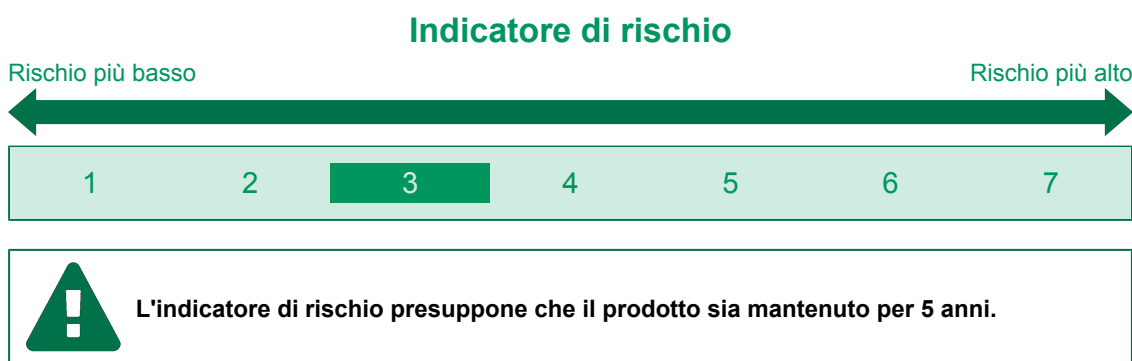 Indicatore di rischio
Rischio più basso Rischio più alto
1 2 3 4 5 6 7
L'indicatore di rischio presuppone che il prodotto sia mantenuto per 5 anni.